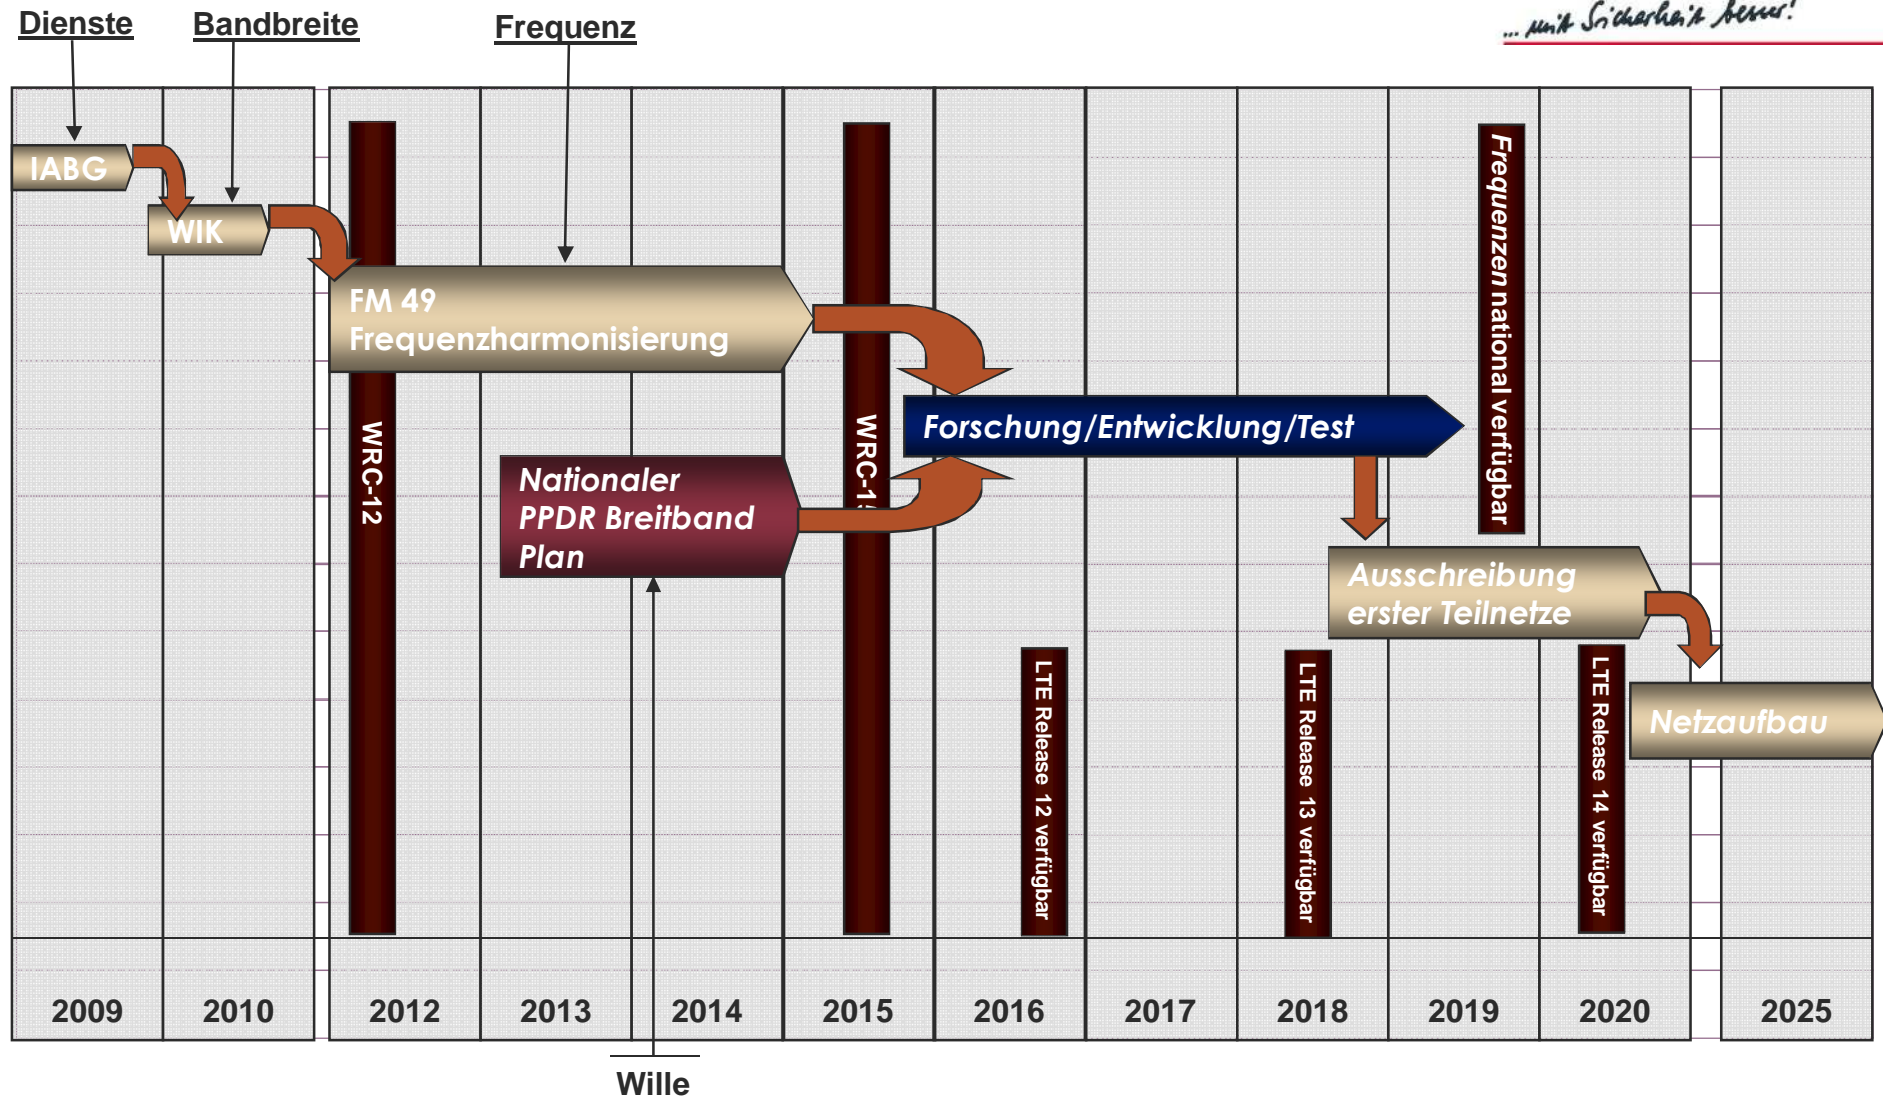 ... mit Sicherheit besser!
Dienste
Bandbreite
Frequenz
IABG
WIK
FM 49
Frequenzharmonisierung
WRC-12
WRC-15
Forschung/Entwicklung/Test
Frequenzen national verfügbar
Nationaler
PPDR Breitband
Plan
Ausschreibung
erster Teilnetze
LTE Release 12 verfügbar
LTE Release 13 verfügbar
LTE Release 14 verfügbar
Netzaufbau
2009
2010
2012
2013
2014
2015
2016
2017
2018
2019
2020
2025
Wille